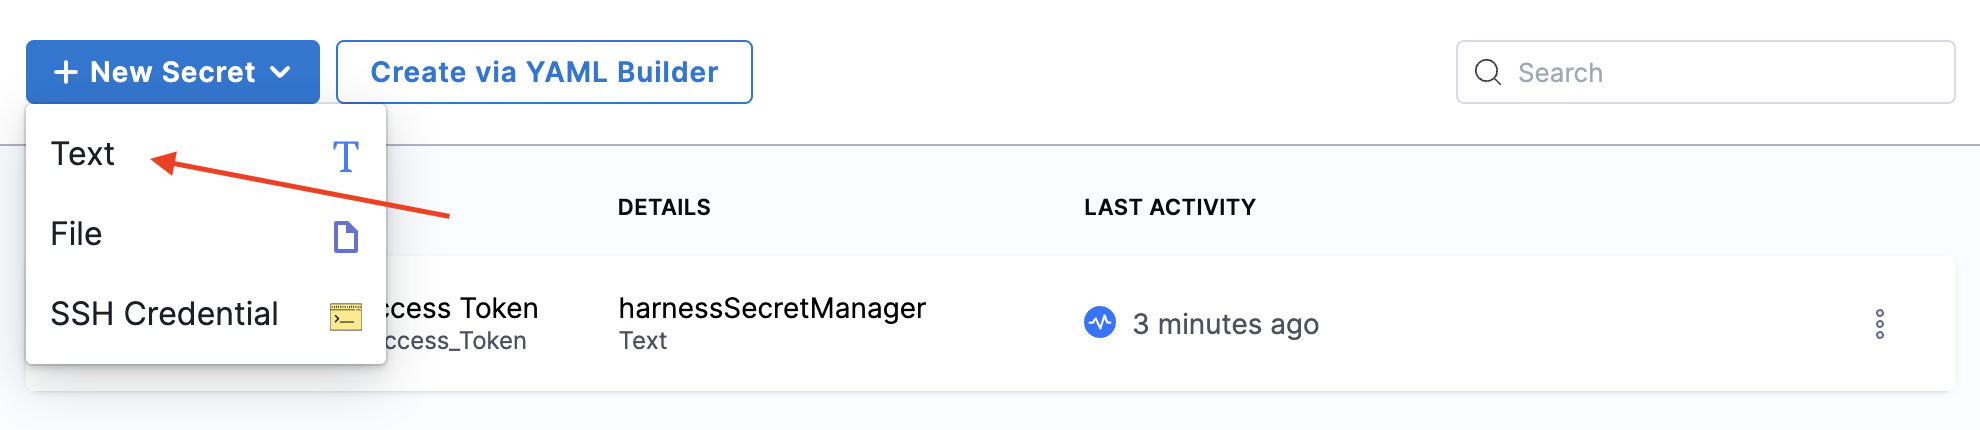 + New Secret
Create via YAML Builder
Search
Text
T
File
SSH Credential
DETAILS
LAST ACTIVITY
ccess Token
harnessSecretManager
3 minutes ago
ccess_Token
Text